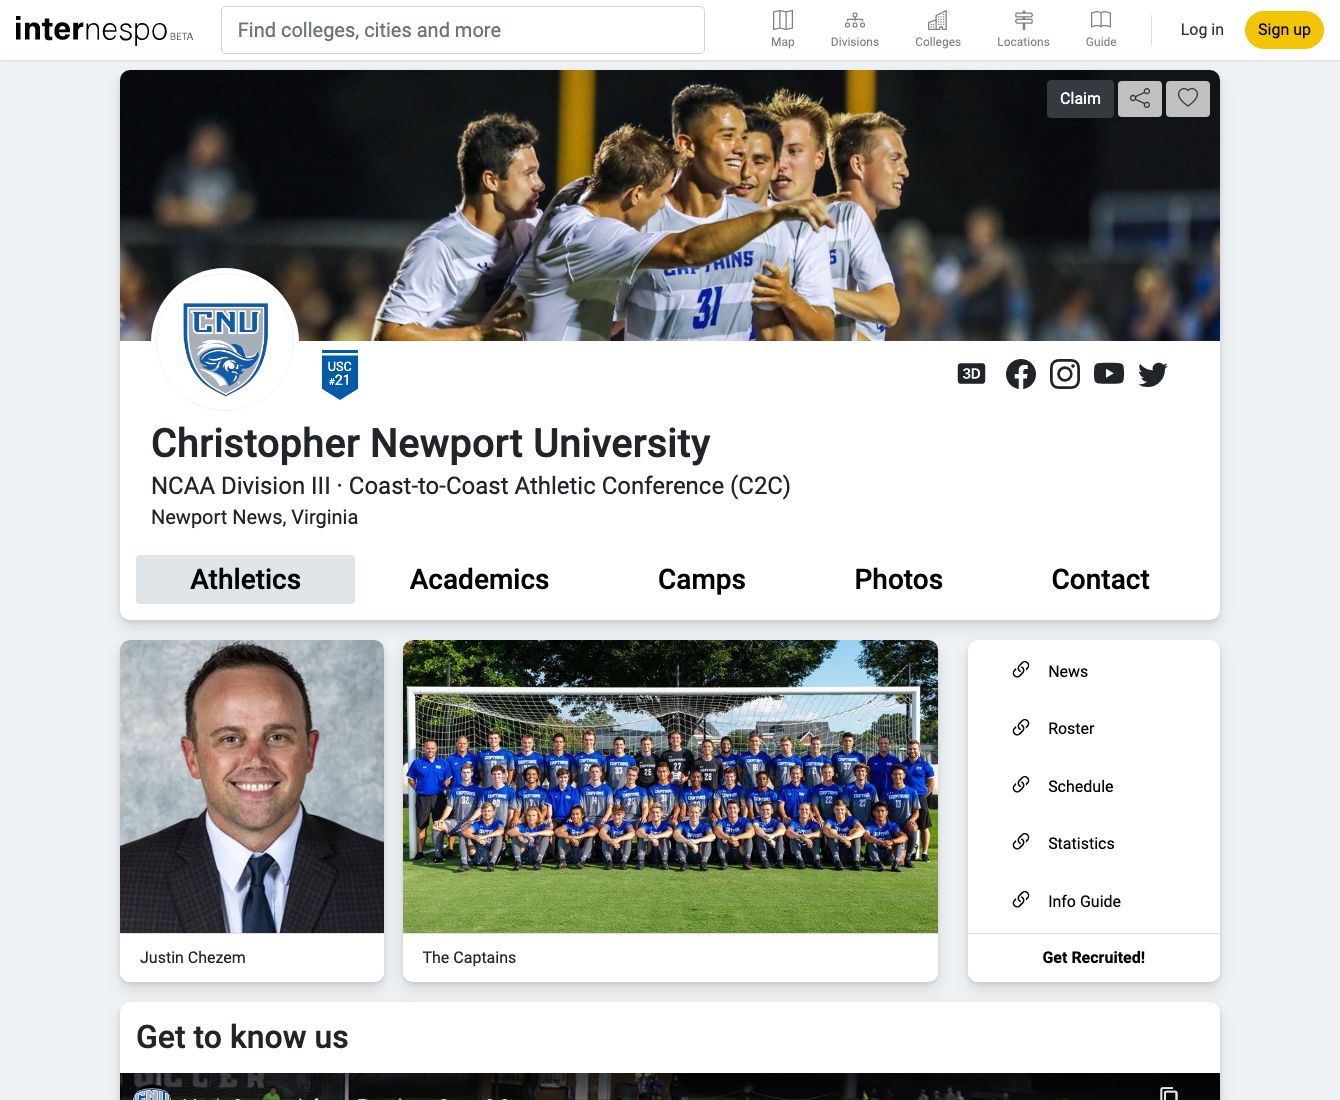 internespo BETA
Find colleges, cities and more
Map
Divisions
Colleges
Locations
Guide
Log in
Sign up
Claim
CAPTAINS
31
CNU
USC
#21
3D
Christopher Newport University
NCAA Division III · Coast-to-Coast Athletic Conference (C2C)
Newport News, Virginia
Athletics
Academics
Camps
Photos
Contact
News
Roster
Schedule
Statistics
Info Guide
Justin Chezem
The Captains
Get Recruited!
Get to know us
CNU